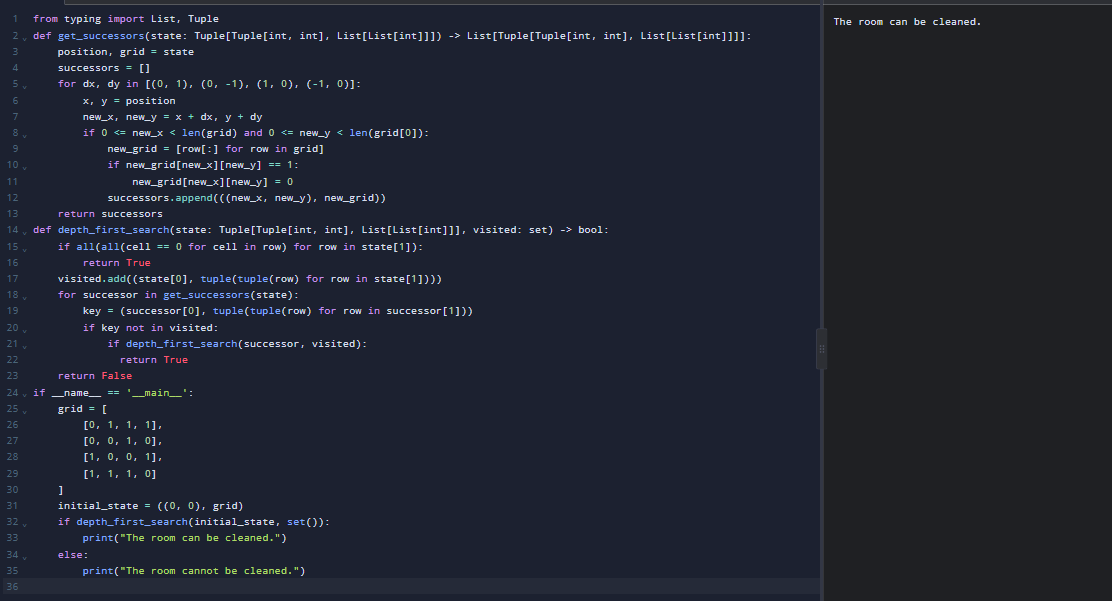 1 from typing import List, Tuple
2 def get_successors(state: Tuple[Tuple[int, int], List[List[int]]]) -> List[Tuple[Tuple[int, int], List[List[int]]]]:
3     position, grid = state
4     successors = []
5     for dx, dy in [(0, 1), (0, -1), (1, 0), (-1, 0)]:
6         x, y = position
7         new_x, new_y = x + dx, y + dy
8         if 0 <= new_x < len(grid) and 0 <= new_y < len(grid[0]):
9             new_grid = [row[:] for row in grid]
10             if new_grid[new_x][new_y] == 1:
11                 new_grid[new_x][new_y] = 0
12             successors.append(((new_x, new_y), new_grid))
13     return successors
14 def depth_first_search(state: Tuple[Tuple[int, int], List[List[int]]], visited: set) -> bool:
15     if all(all(cell == 0 for cell in row) for row in state[1]):
16         return True
17     visited.add((state[0], tuple(tuple(row) for row in state[1])))
18     for successor in get_successors(state):
19         key = (successor[0], tuple(tuple(row) for row in successor[1]))
20         if key not in visited:
21             if depth_first_search(successor, visited):
22               return True
23     return False
24 if __name__ == '__main__':
25     grid = [
26         [0, 1, 1, 1],
27         [0, 0, 1, 0],
28         [1, 0, 0, 1],
29         [1, 1, 1, 0]
30     ]
31     initial_state = ((0, 0), grid)
32     if depth_first_search(initial_state, set()):
33         print("The room can be cleaned.")
34     else:
35         print("The room cannot be cleaned.")
36
The room can be cleaned.